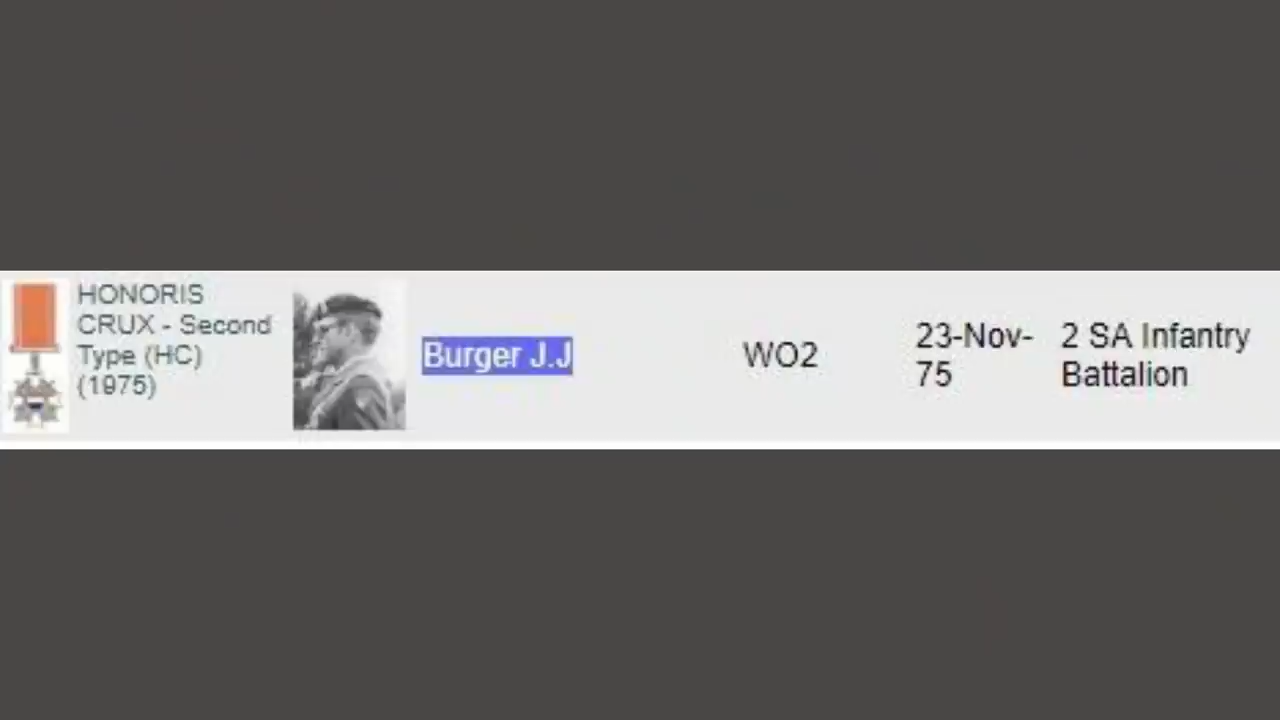 HONORIS
CRUX - Second
Type (HC)
(1975)
Burger J.J
WO2
23-Nov-
75
2 SA Infantry
Battalion